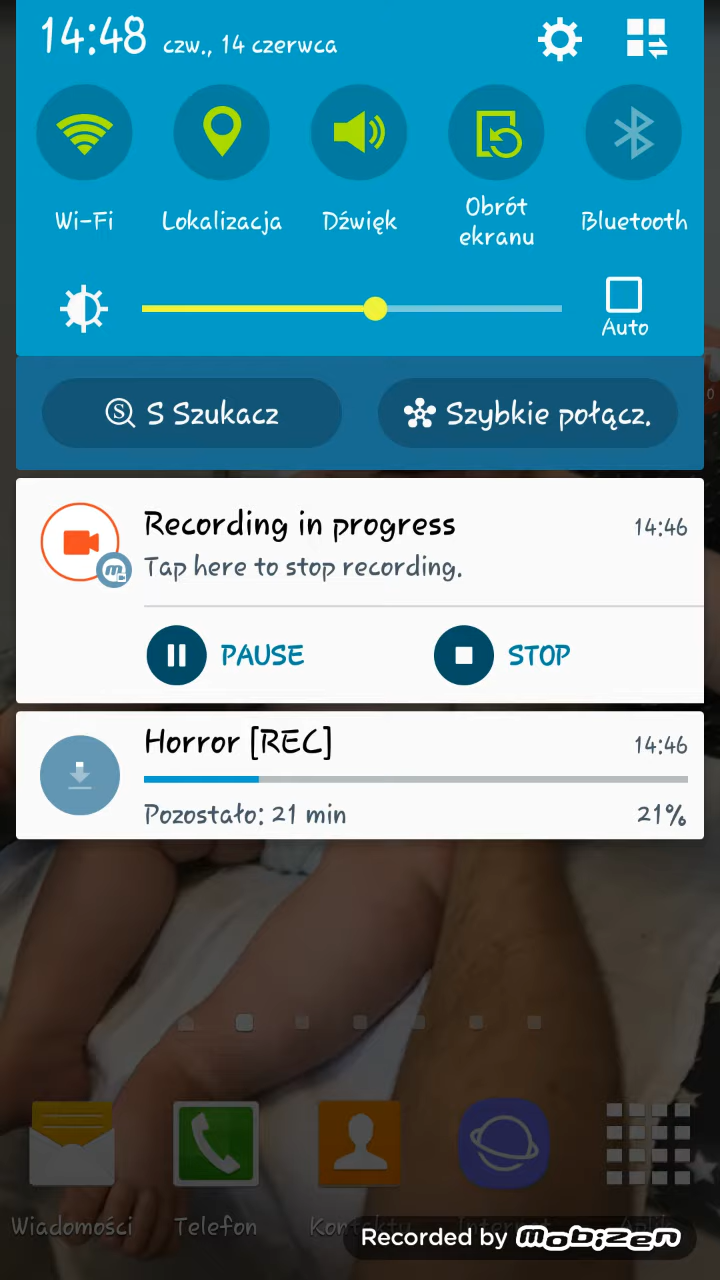 14:48 czw., 14 czerwca
Wi-Fi
Lokalizacja
Dźwięk
Obrót
ekranu
Bluetooth
Auto
S Szukacz
Szybkie połącz.
Recording in progress 14:46
Tap here to stop recording.
PAUSE STOP
Horror [REC] 14:46
Pozostało: 21 min 21%
Wiadomości Telefon Kontakty
Recorded by mobizen